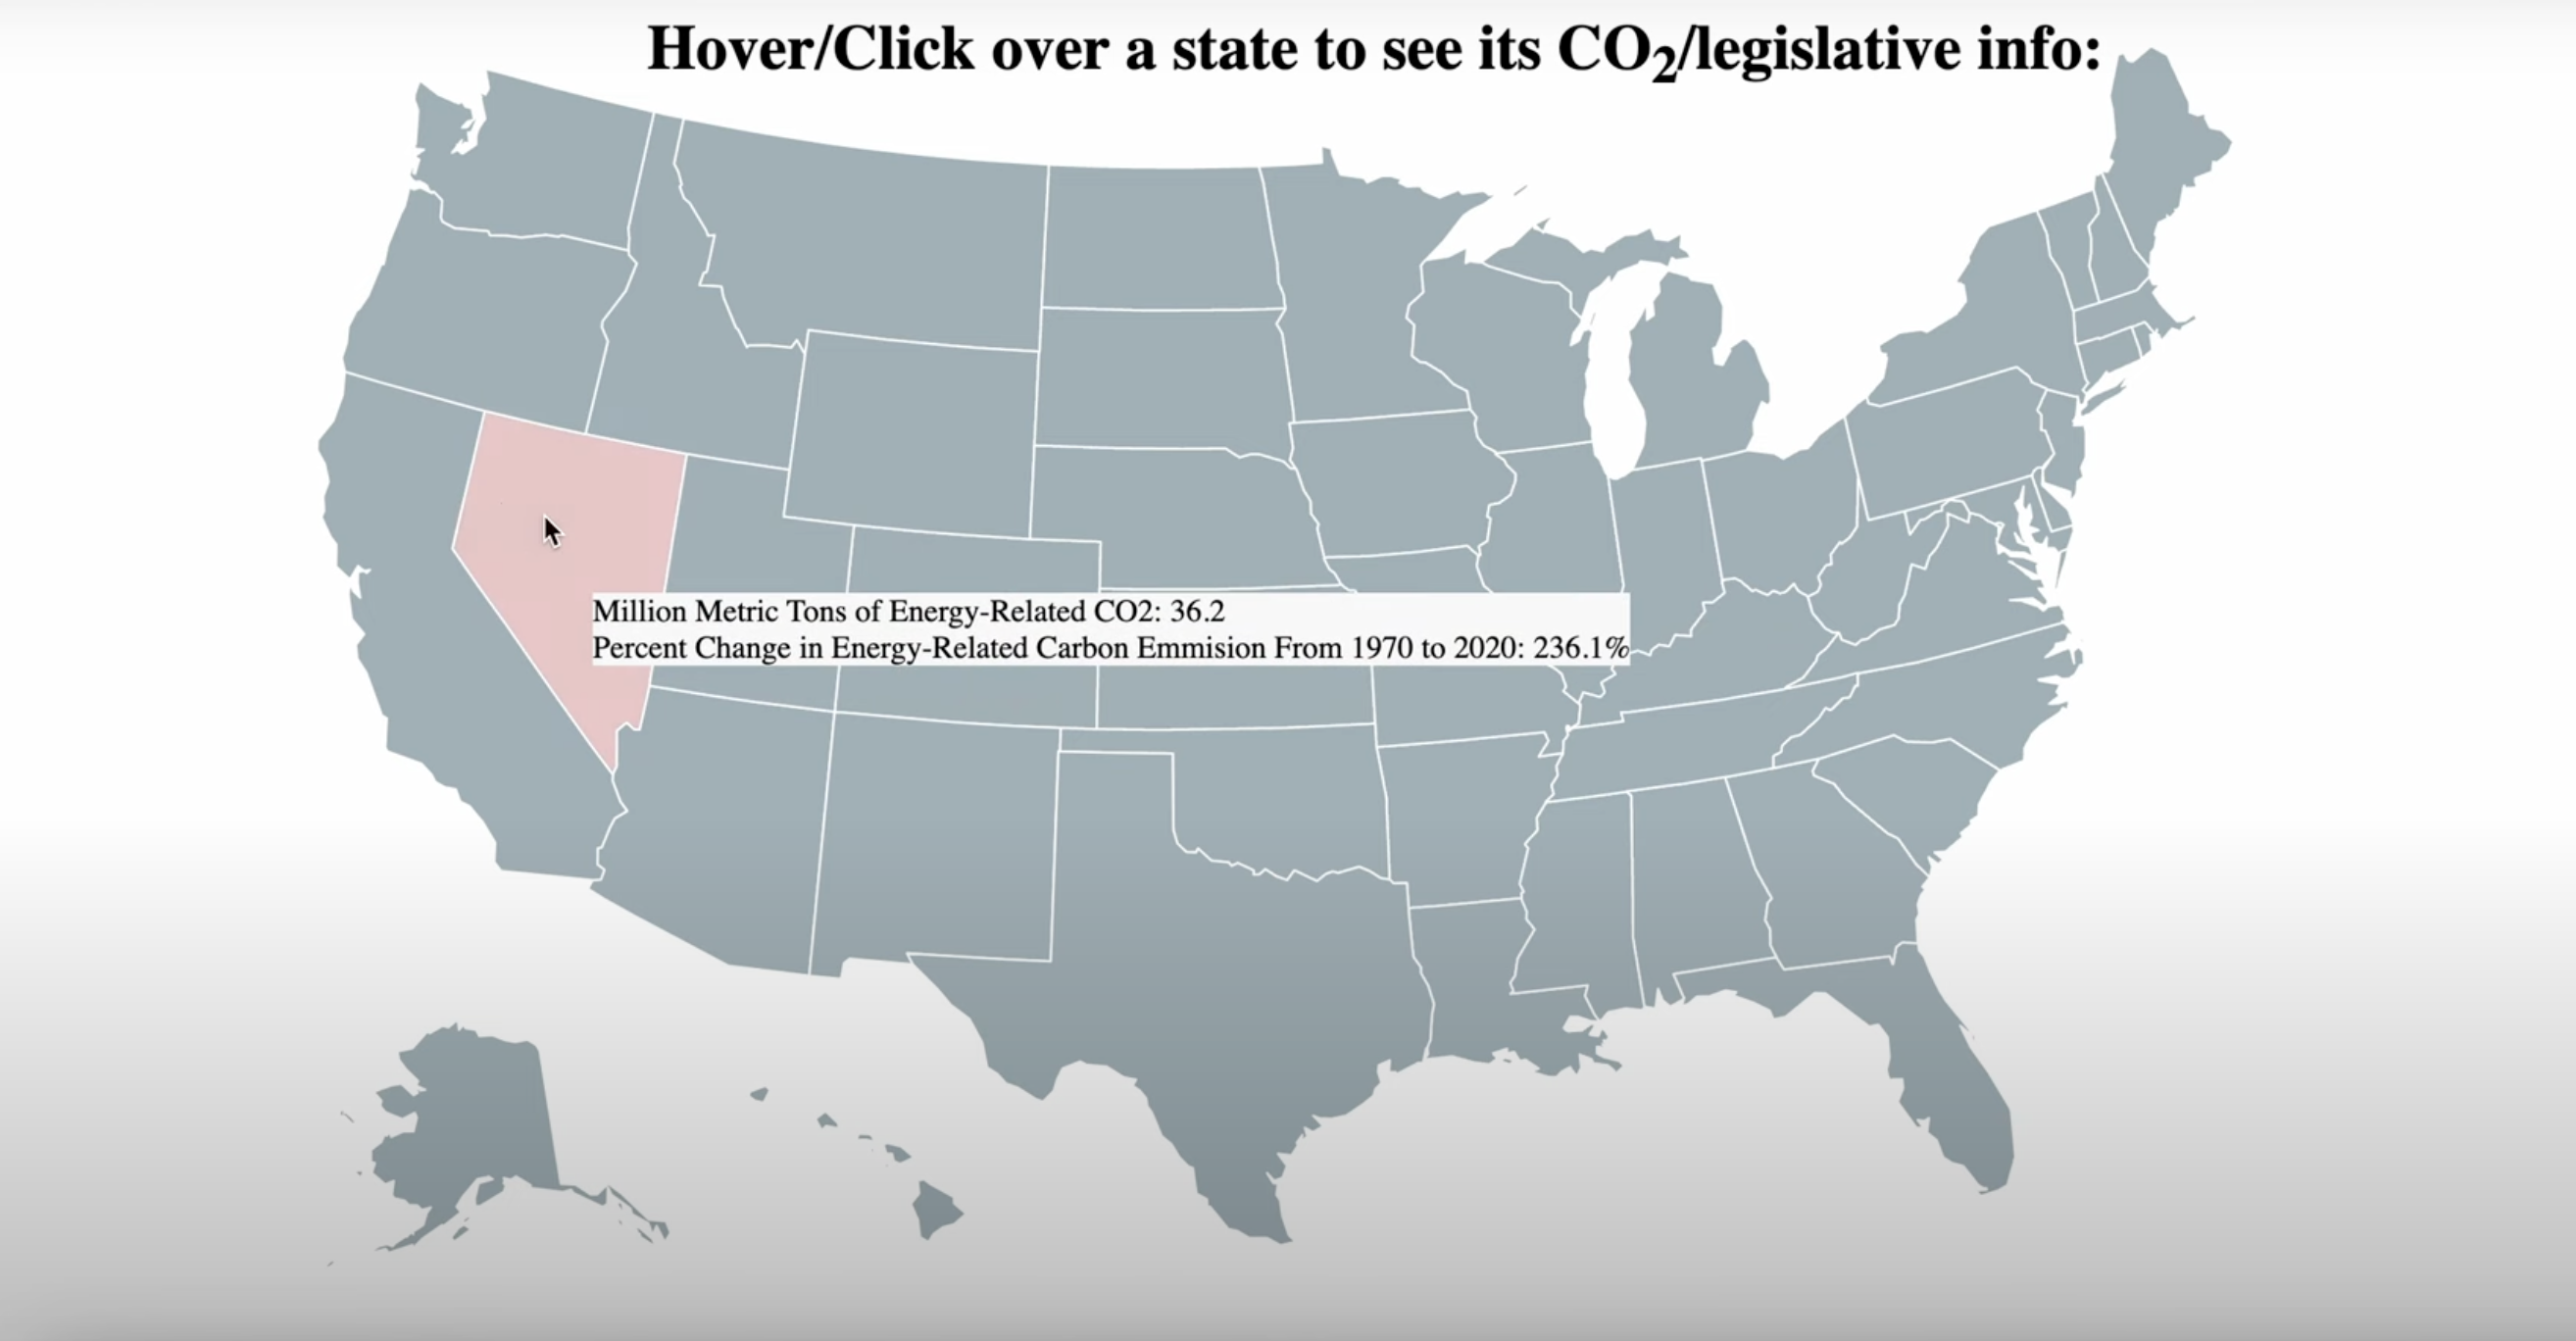 Hover/Click over a state to see its CO₂/legislative info:
Million Metric Tons of Energy-Related CO2: 36.2
Percent Change in Energy-Related Carbon Emmision From 1970 to 2020: 236.1%